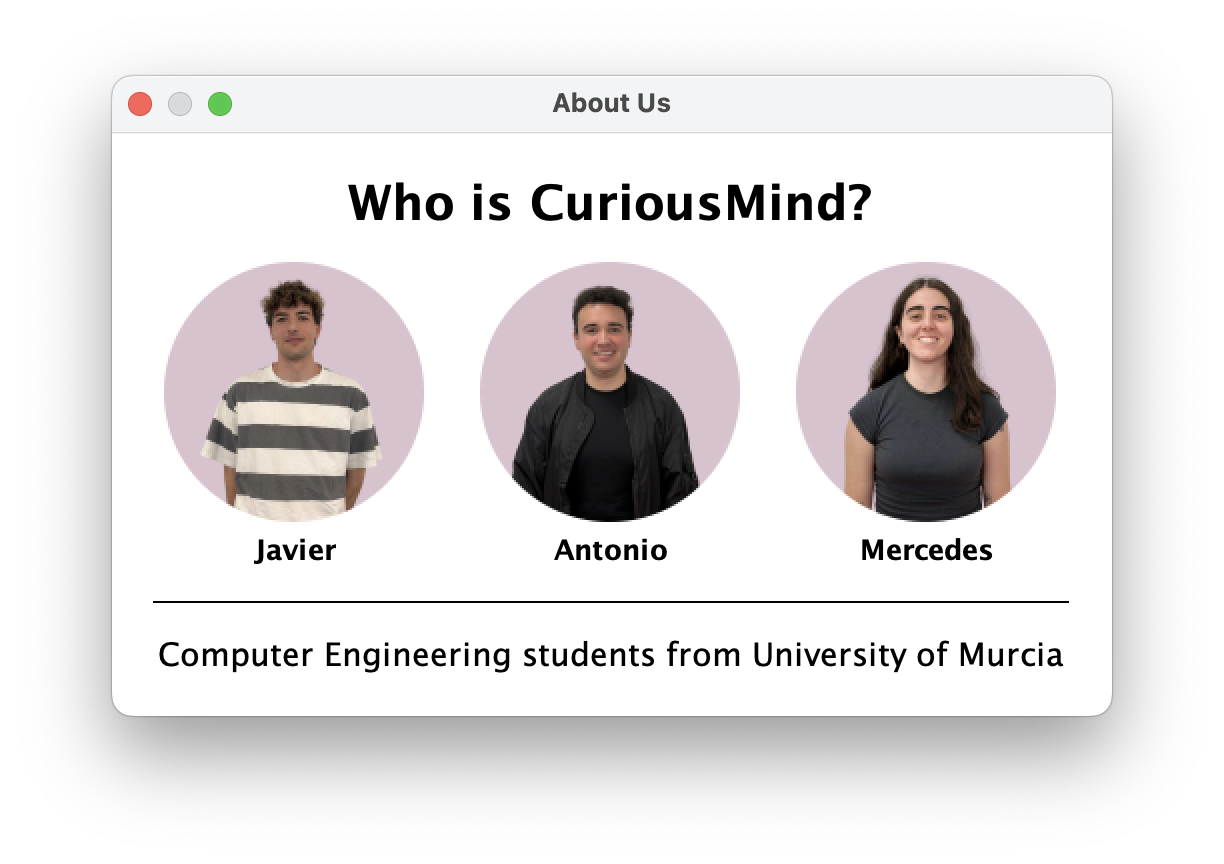 About Us
Who is CuriousMind?
Javier
Antonio
Mercedes
Computer Engineering students from University of Murcia